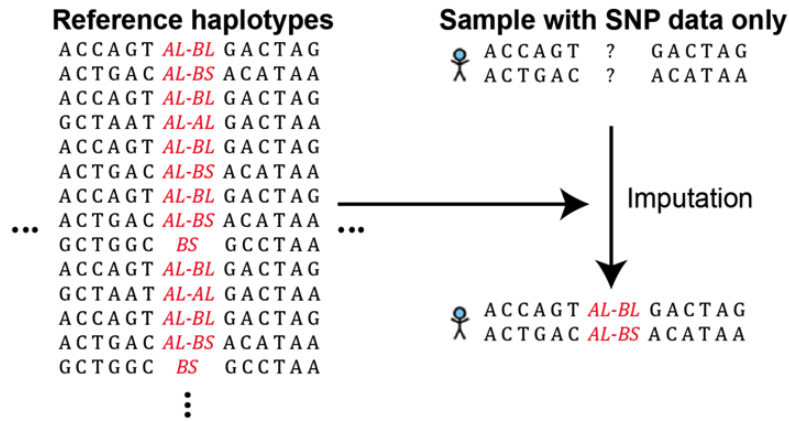 Reference haplotypes
ACCAGT AL-BL GACTAG
ACTGAC AL-BS ACATAA
ACCAGT AL-BL GACTAG
GCTAAT AL-AL GACTAA
ACCAGT AL-BL GACTAG
ACTGAC AL-BS ACATAA
ACCAGT AL-BL GACTAG
ACTGAC AL-BS ACATAA
... ...
GCTGGC BS GCCTAA
ACCAGT AL-BL GACTAG
GCTAAT AL-AL GACTAA
ACCAGT AL-BL GACTAG
ACTGAC AL-BS ACATAA
GCTGGC BS GCCTAA
Sample with SNP data only
ACCAGT ? GACTAG
ACTGAC ? ACATAA
Imputation
ACCAGT AL-BL GACTAG
ACTGAC AL-BS ACATAA